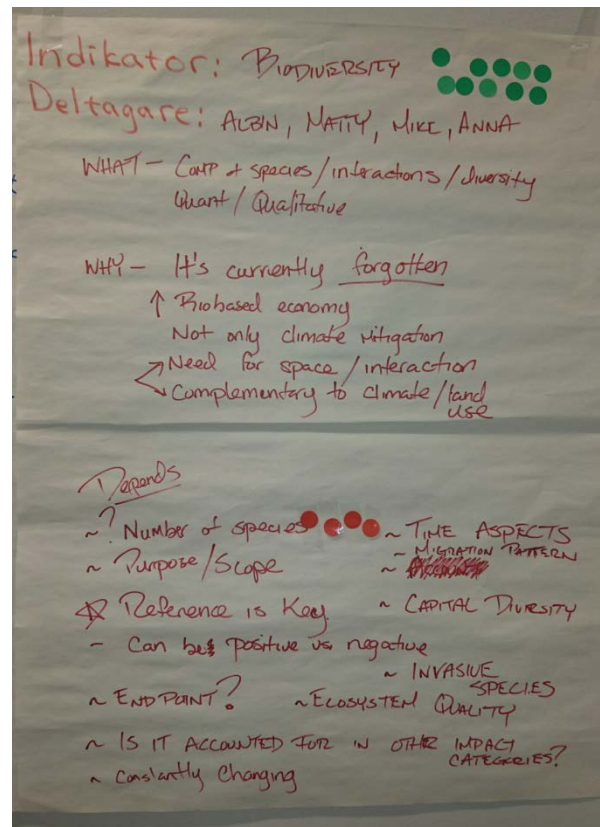 Indikator: BIODIVERSITY
Deltagare: ALBIN, MATTY, MIKE, ANNA
WHAT - COMP of species/interactions/diversity
Quant/Qualitative
WHY - It's currently forgotten
↑ Biobased economy
Not only climate mitigation
Need for space/interaction
Complementary to climate/land use
Depends
~ ? Number of species
~ Purpose/Scope
☆ Reference is Key
- Can be positive vs. negative
~ TIME ASPECTS
~ MIGRATION PATTERN
~
~ CAPITAL DIVERSITY
~ INVASIVE SPECIES
~ END POINT?
~ ECOSYSTEM QUALITY
~ IS IT ACCOUNTED FOR IN OTHER IMPACT CATEGORIES?
~ Constantly Changing